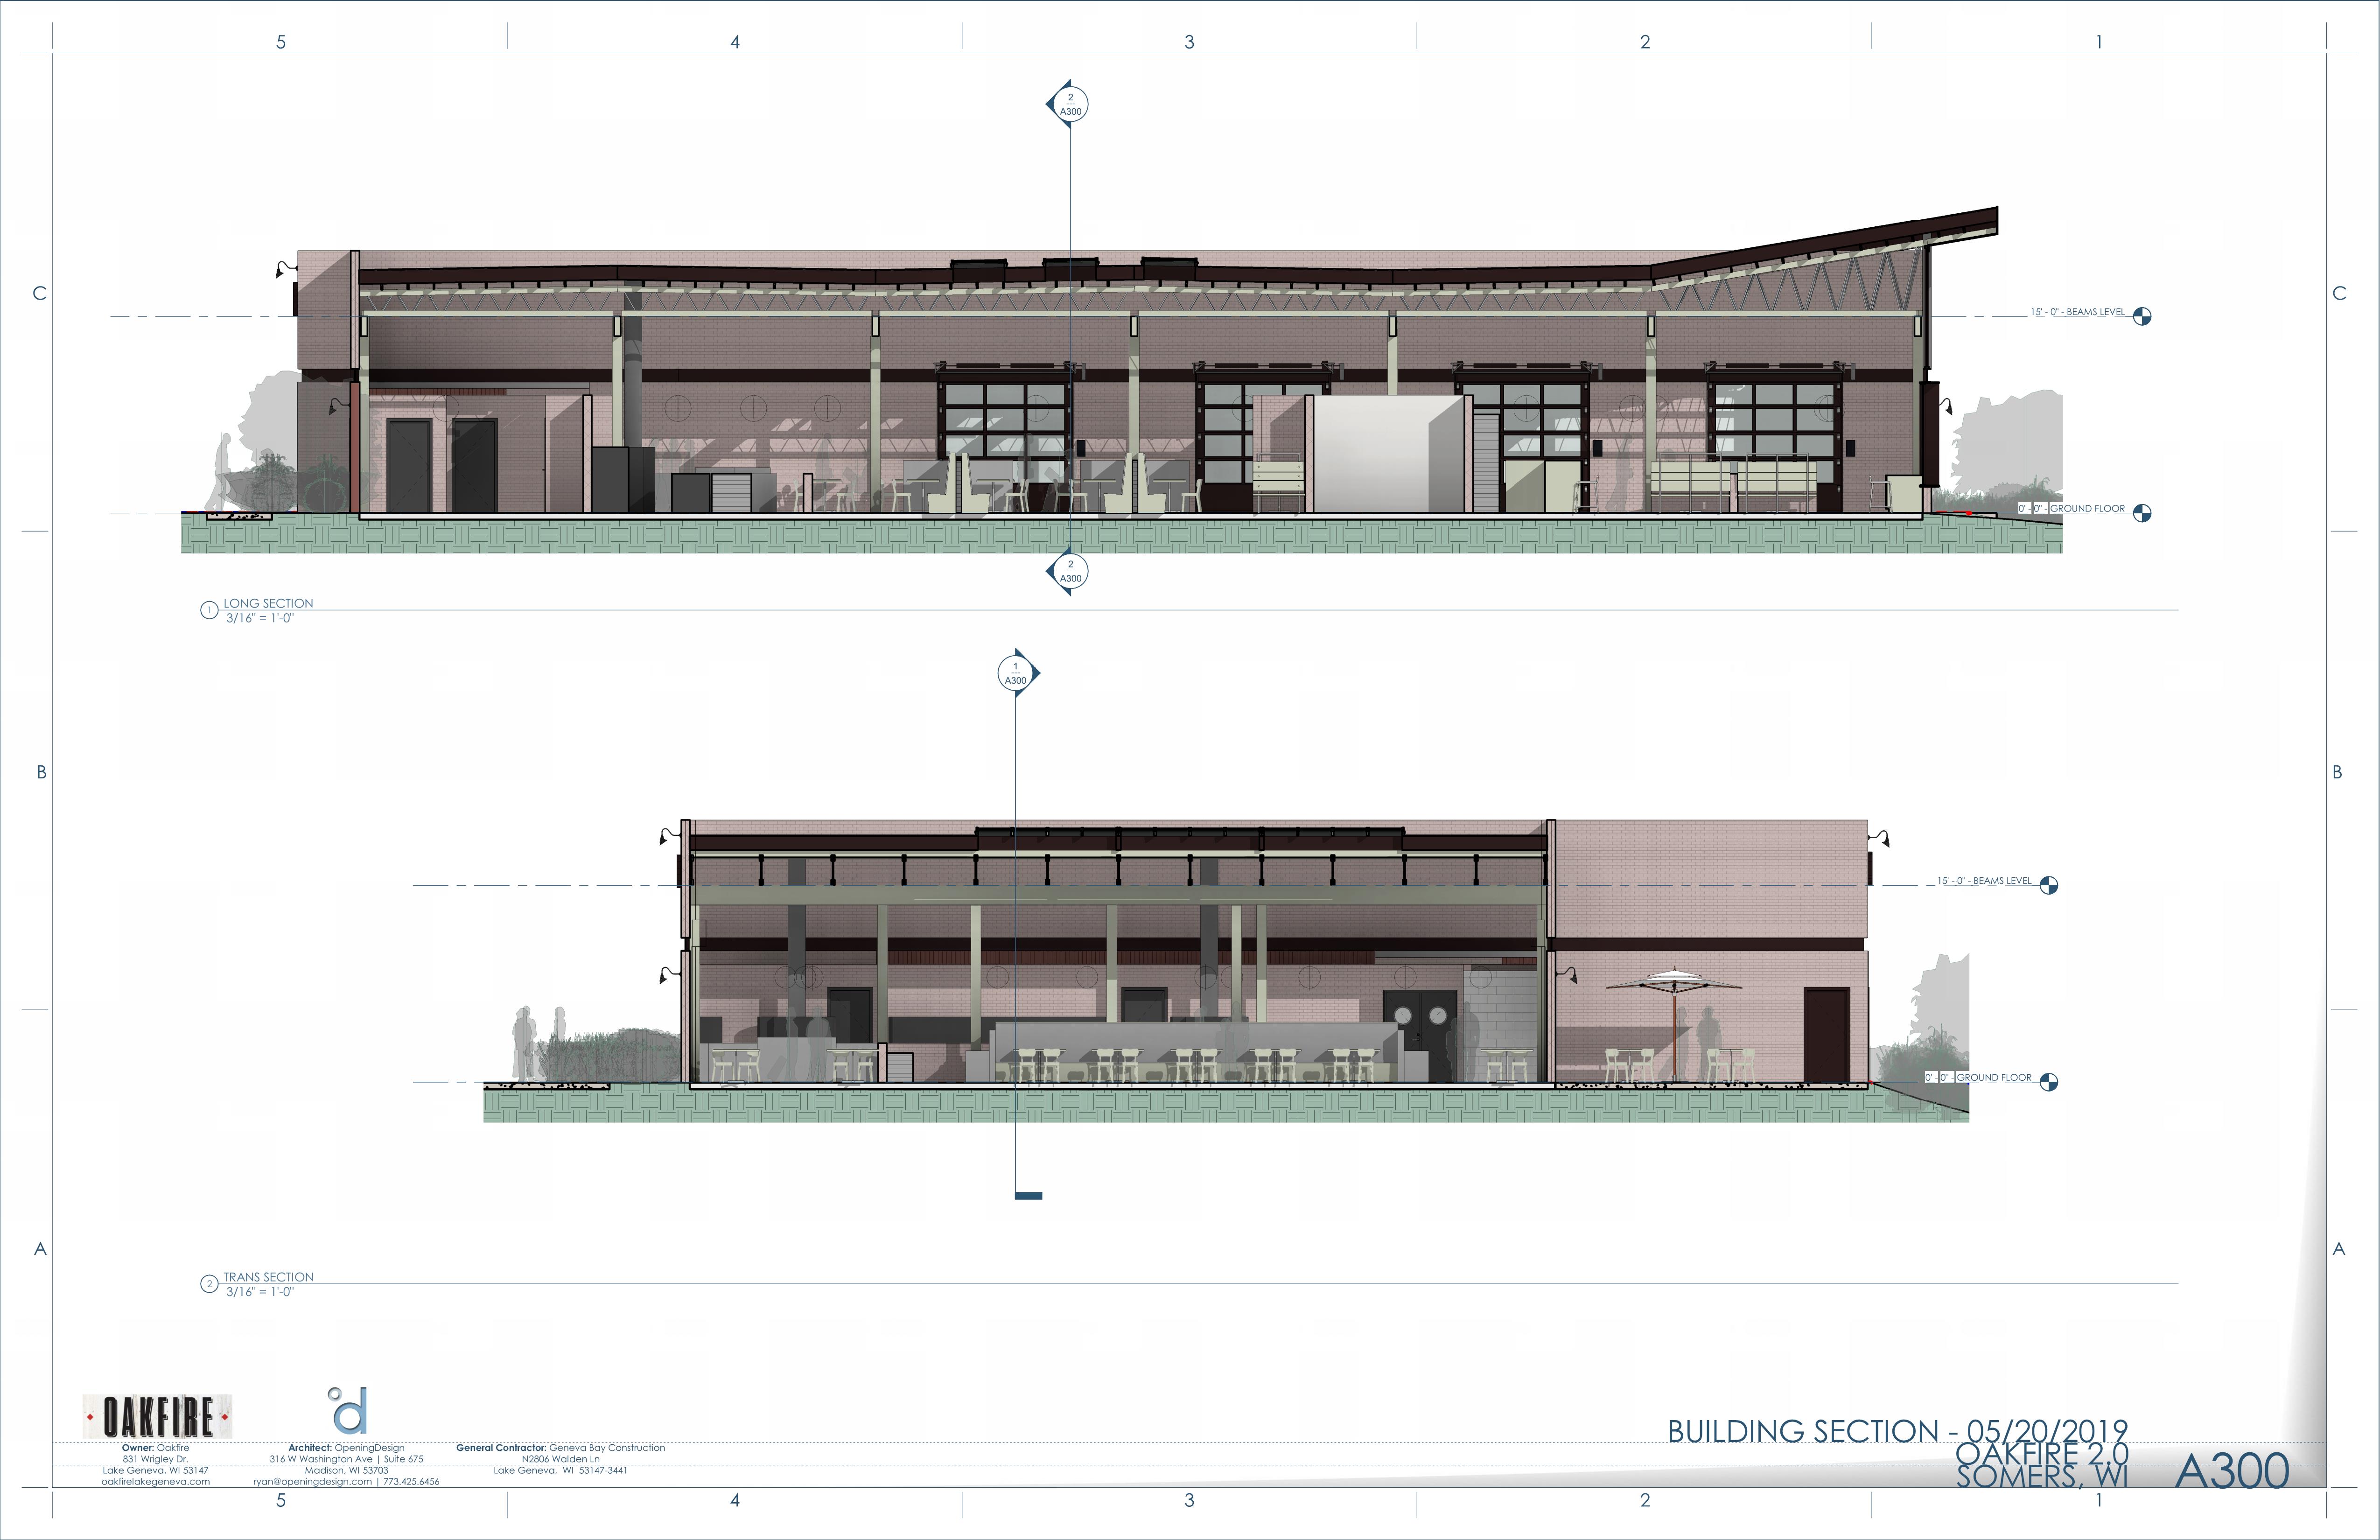 5 4 3 2 1
2
A300
C C
15' - 0" - BEAMS LEVEL
0' - 0" - GROUND FLOOR
2
A300
1 LONG SECTION
3/16" = 1'-0"
1
A300
B B
15' - 0" - BEAMS LEVEL
0' - 0" - GROUND FLOOR
A A
2 TRANS SECTION
3/16" = 1'-0"
OAKFIRE
d
Owner: Oakfire
831 Wrigley Dr.
Lake Geneva, WI 53147
oakfirelakegeneva.com
Architect: OpeningDesign
316 W Washington Ave | Suite 675
Madison, WI 53703
ryan@openingdesign.com | 773.425.6456
General Contractor: Geneva Bay Construction
N2806 Walden Ln
Lake Geneva, WI 53147-3441
BUILDING SECTION - 05/20/2019
OAKFIRE 2.0
SOMERS, WI
A300
5 4 3 2 1